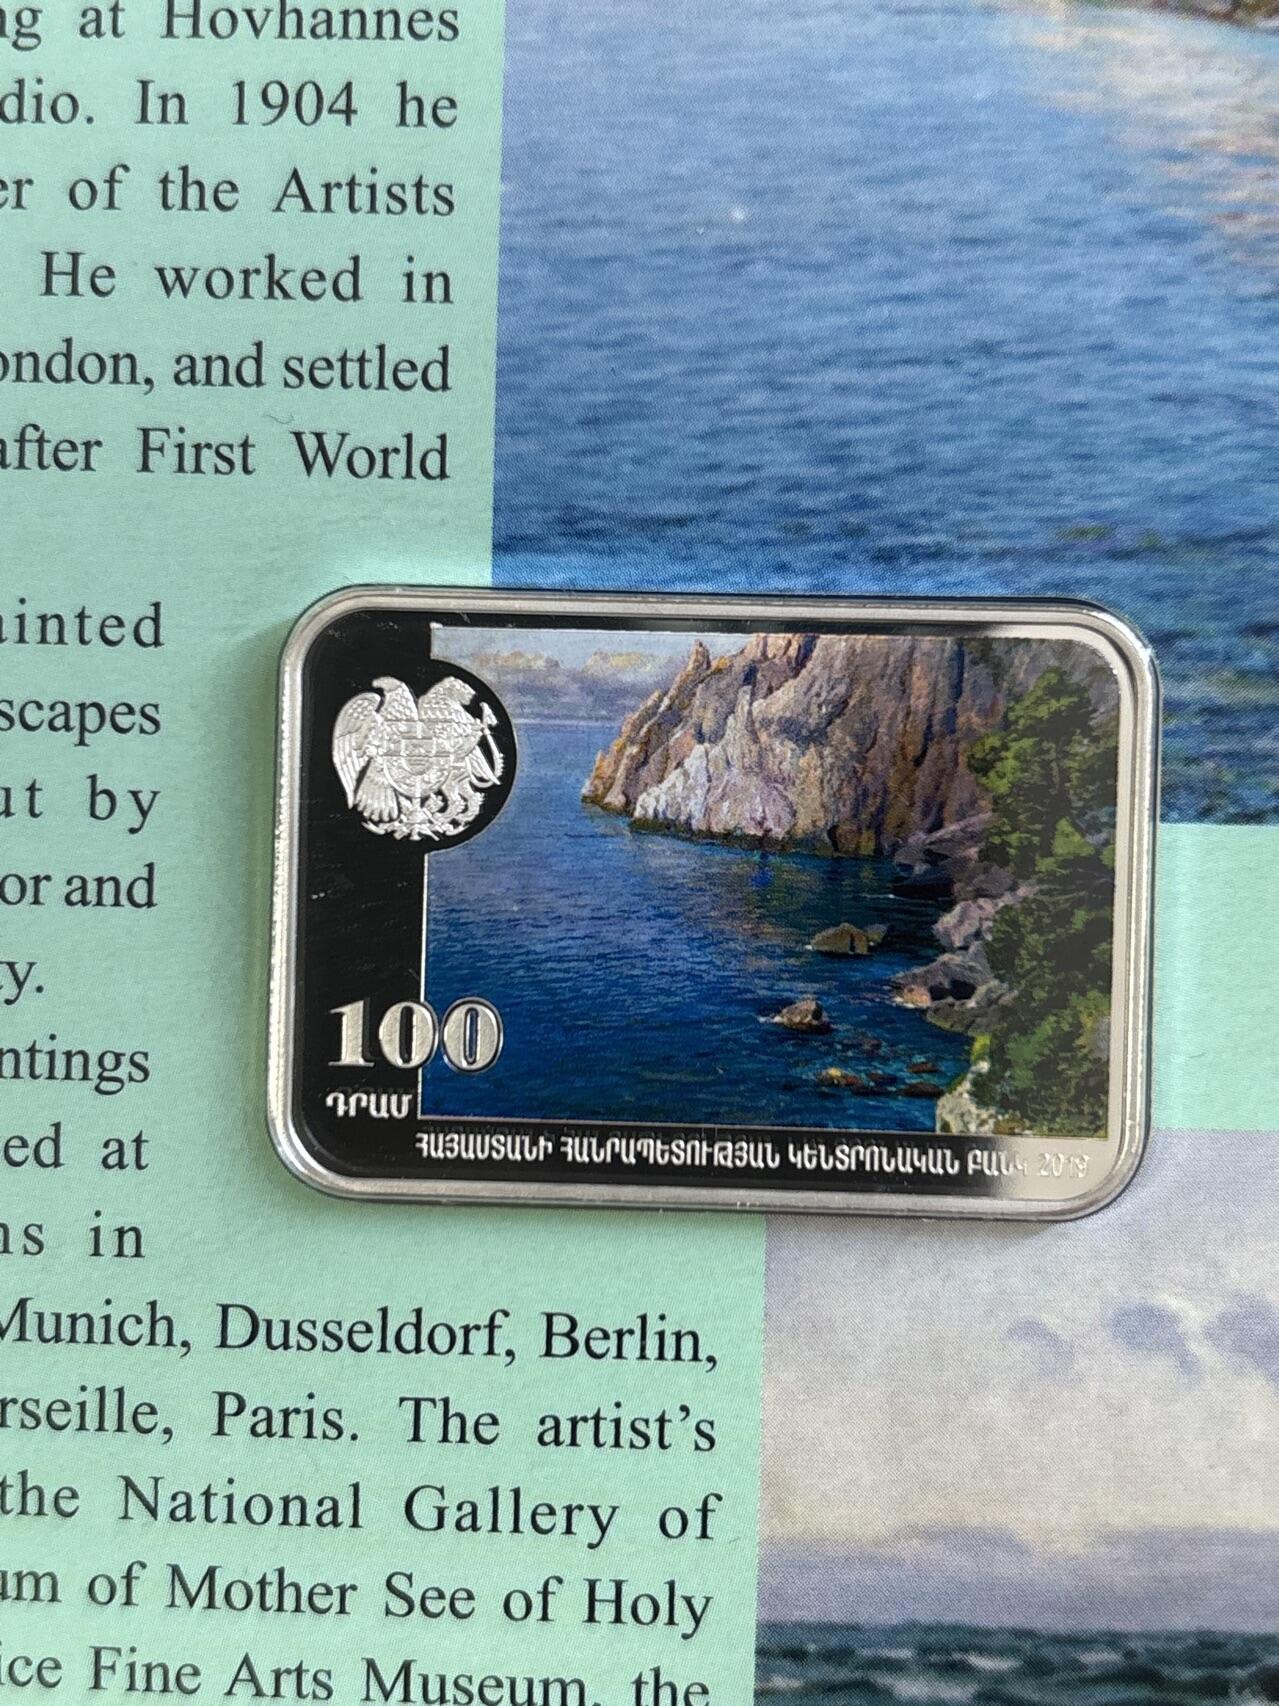 ng at Hovhannes
dio. In 1904 he
er of the Artists
He worked in
ondon, and settled
after First World
ainted
scapes
ut by
or and
y.
ntings
ed at
ns in
Munich, Dusseldorf, Berlin,
rseille, Paris. The artist's
the National Gallery of
um of Mother See of Holy
ice Fine Arts Museum, the
100
ԴՐԱՄ
ՀԱՅԱՍՏԱՆԻ ՀԱՆՐԱՊԵՏՈՒԹՅԱՆ ԿԵՆՏՐՈՆԱԿԱՆ ԲԱՆԿ 2019